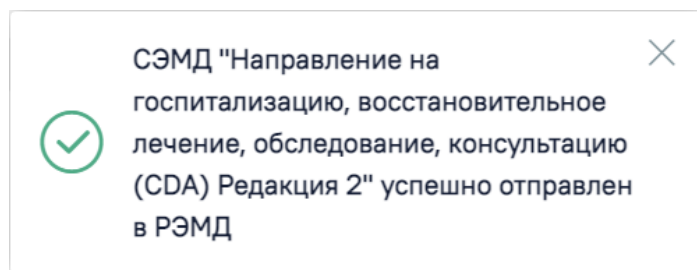 СЭМД "Направление на
госпитализацию, восстановительное
лечение, обследование, консультацию
(CDA) Редакция 2" успешно отправлен
в РЭМД